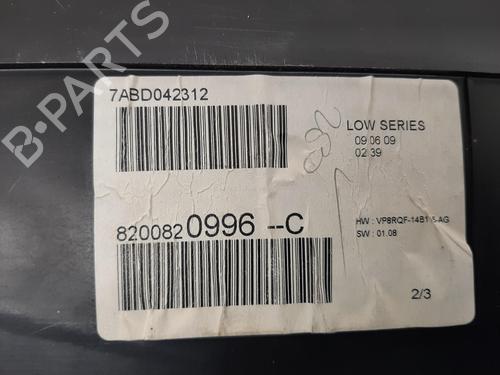 7ABD042312
LOW SERIES
09 06 09
02:39
8200820996--C
SW : 01.08
2/3
B-PARTS